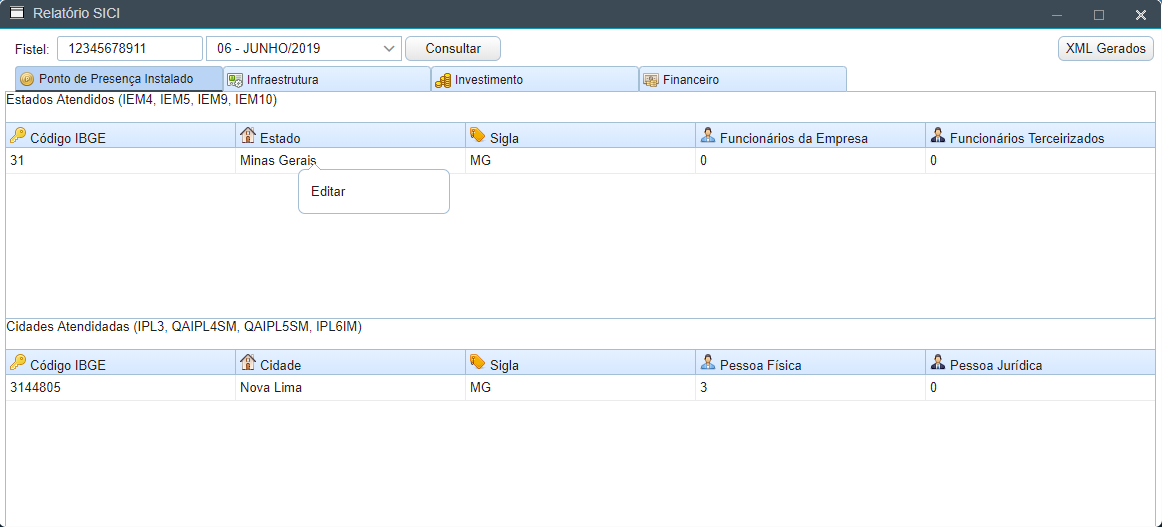 Relatório SICI
Fistel: 12345678911 06 - JUNHO/2019 Consultar XML Gerados
Ponto de Presença Instalado Infraestrutura Investimento Financeiro
Estados Atendidos (IEM4, IEM5, IEM9, IEM10)
Código IBGE Estado Sigla Funcionários da Empresa Funcionários Terceirizados
31 Minas Gerais MG 0 0
Editar
Cidades Atendidadas (IPL3, QAIPL4SM, QAIPL5SM, IPL6IM)
Código IBGE Cidade Sigla Pessoa Física Pessoa Jurídica
3144805 Nova Lima MG 3 0